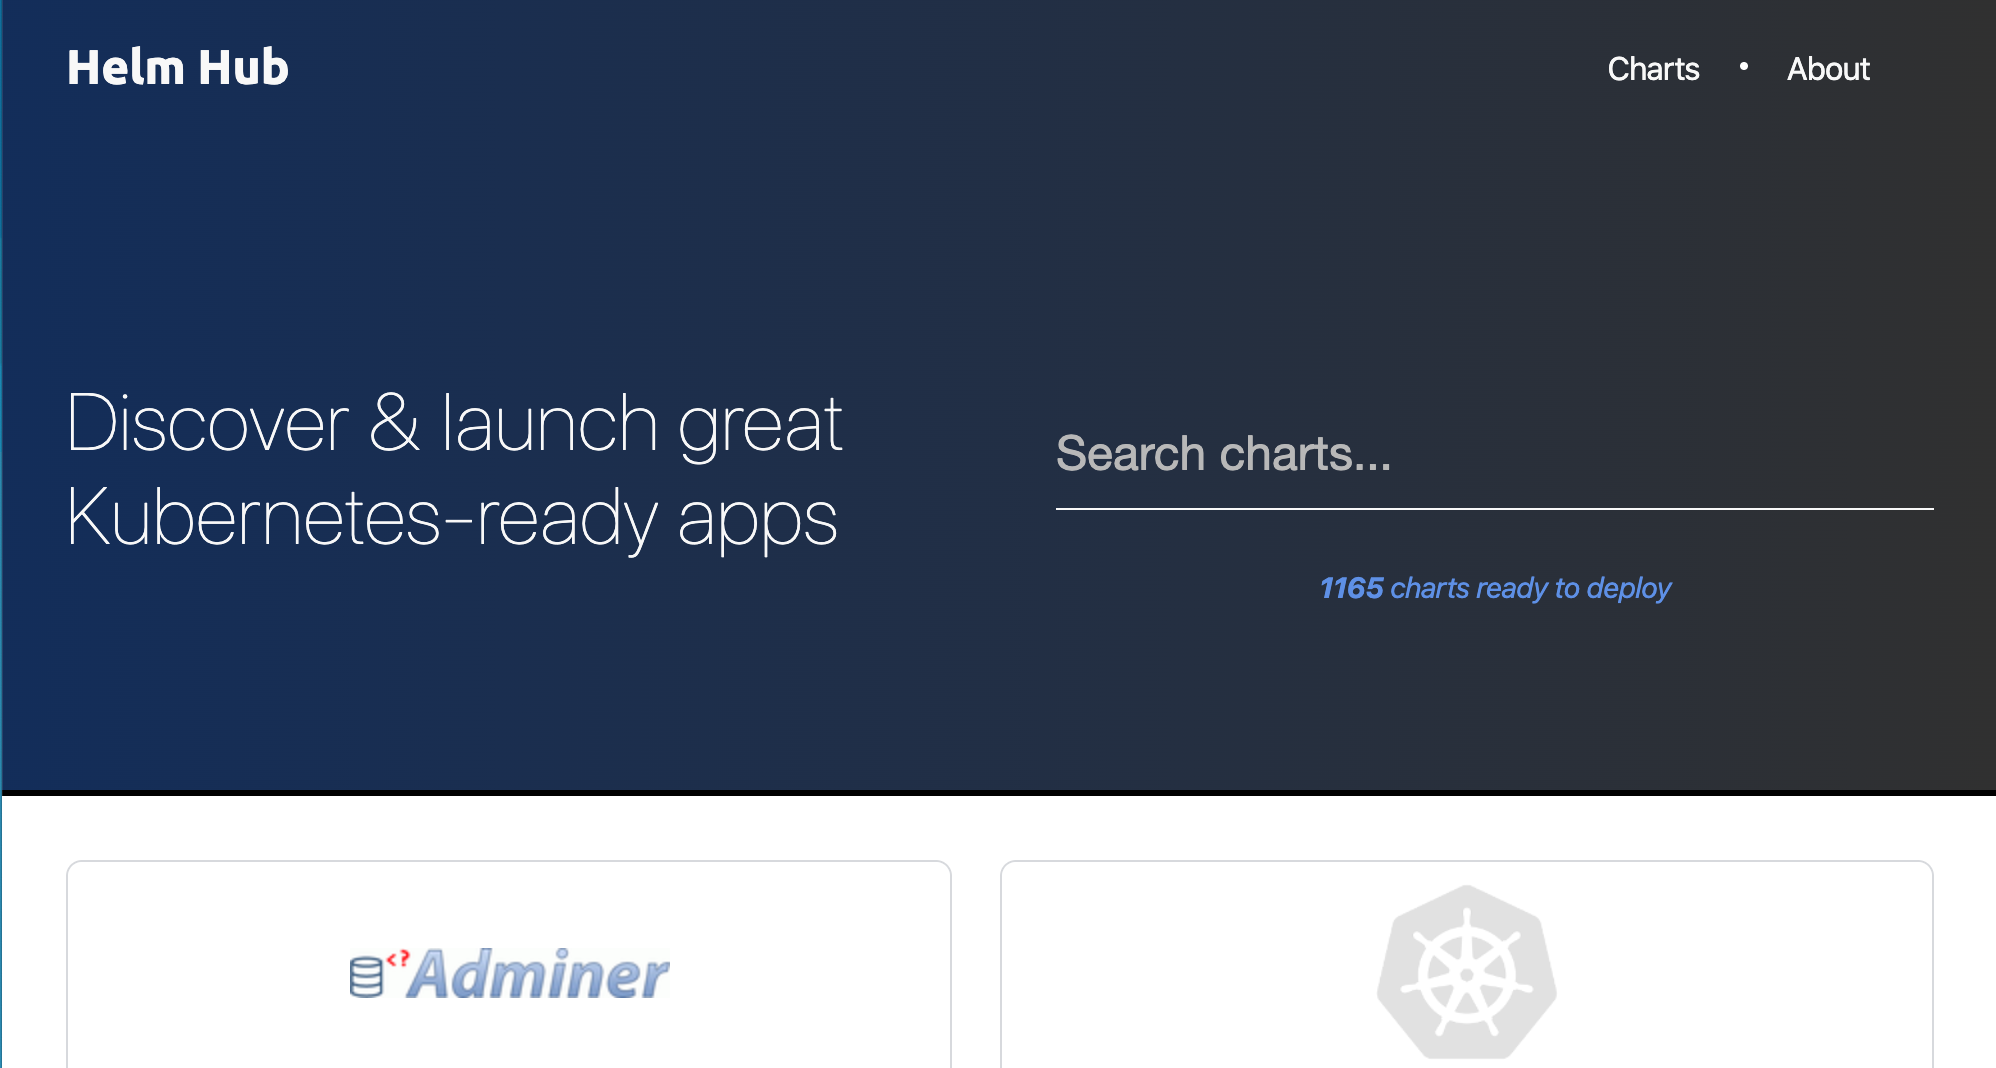 Helm Hub
Charts • About
Discover & launch great
Kubernetes-ready apps
Search charts...
1165 charts ready to deploy
<? Adminer